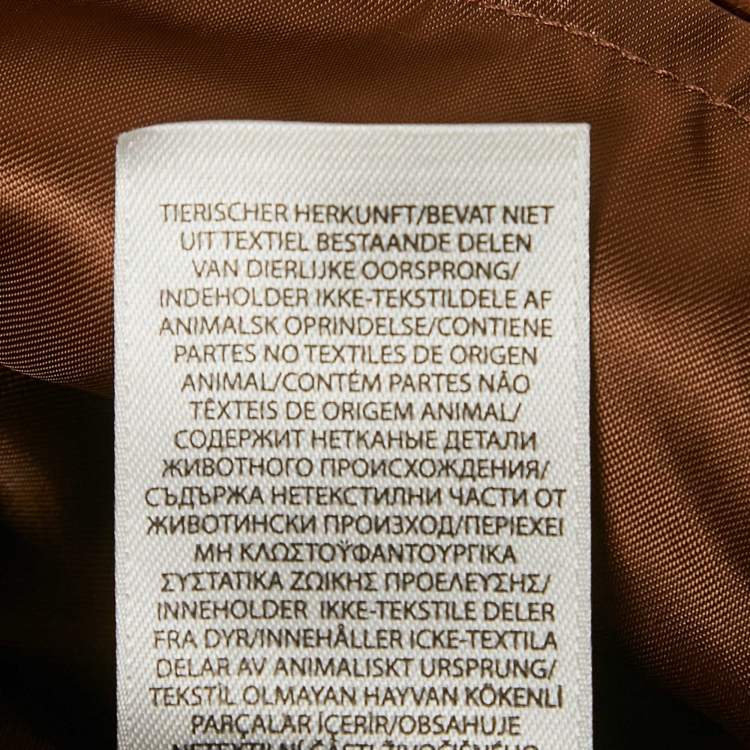 TIERISCHER HERKUNFT/BEVAT NIET
UIT TEXTIEL BESTAANDE DELEN
VAN DIERLIJKE OORSPRONG/
INDEHOLDER IKKE-TEKSTILDELE AF
ANIMALSK OPRINDELSE/CONTIENE
PARTES NO TEXTILES DE ORIGEN
ANIMAL/CONTÉM PARTES NÃO
TÊXTEIS DE ORIGEM ANIMAL/
СОДЕРЖИТ НЕТКАНЫЕ ДЕТАЛИ
ЖИВОТНОГО ПРОИСХОЖДЕНИЯ/
СЪДЪРЖА НЕТЕКСТИЛНИ ЧАСТИ ОТ
ЖИВОТИНСКИ ПРОИЗХОД/ΠΕΡΙΕΧΕΙ
ΜΗ ΚΛΩΣΤΟΫΦΑΝΤΟΥΡΓΙΚΑ
ΣΥΣΤΑΤΙΚΑ ΖΩΙΚΗΣ ΠΡΟΕΛΕΥΣΗΣ/
INNEHOLDER IKKE-TEKSTILE DELER
FRA DYR/INNEHÅLLER ICKE-TEXTILA
DELAR AV ANIMALISKT URSPRUNG/
TEKSTİL OLMAYAN HAYVAN KÖKENLİ
PARÇALAR İÇERİR/OBSAHUJE
NETEXTILNÍ ČÁSTI ŽIVOČIŠNÉHO